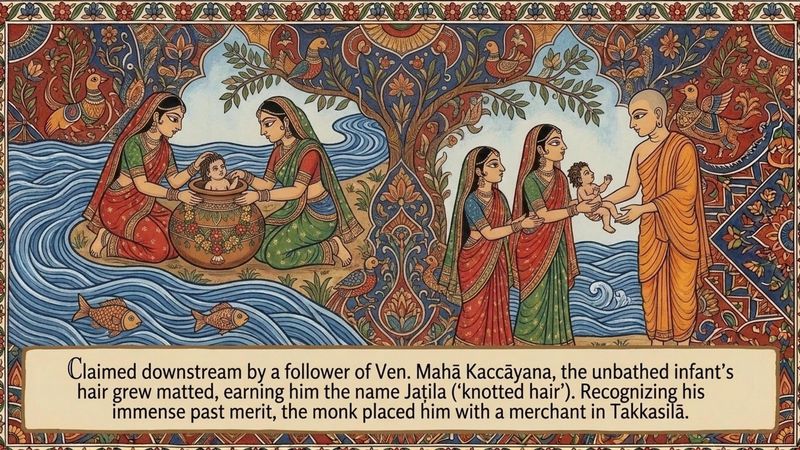 Claimed downstream by a follower of Ven. Mahā Kaccāyana, the unbathed infant’s
hair grew matted, earning him the name Jaṭila (‘knotted hair’). Recognizing his
immense past merit, the monk placed him with a merchant in Takkasilā.